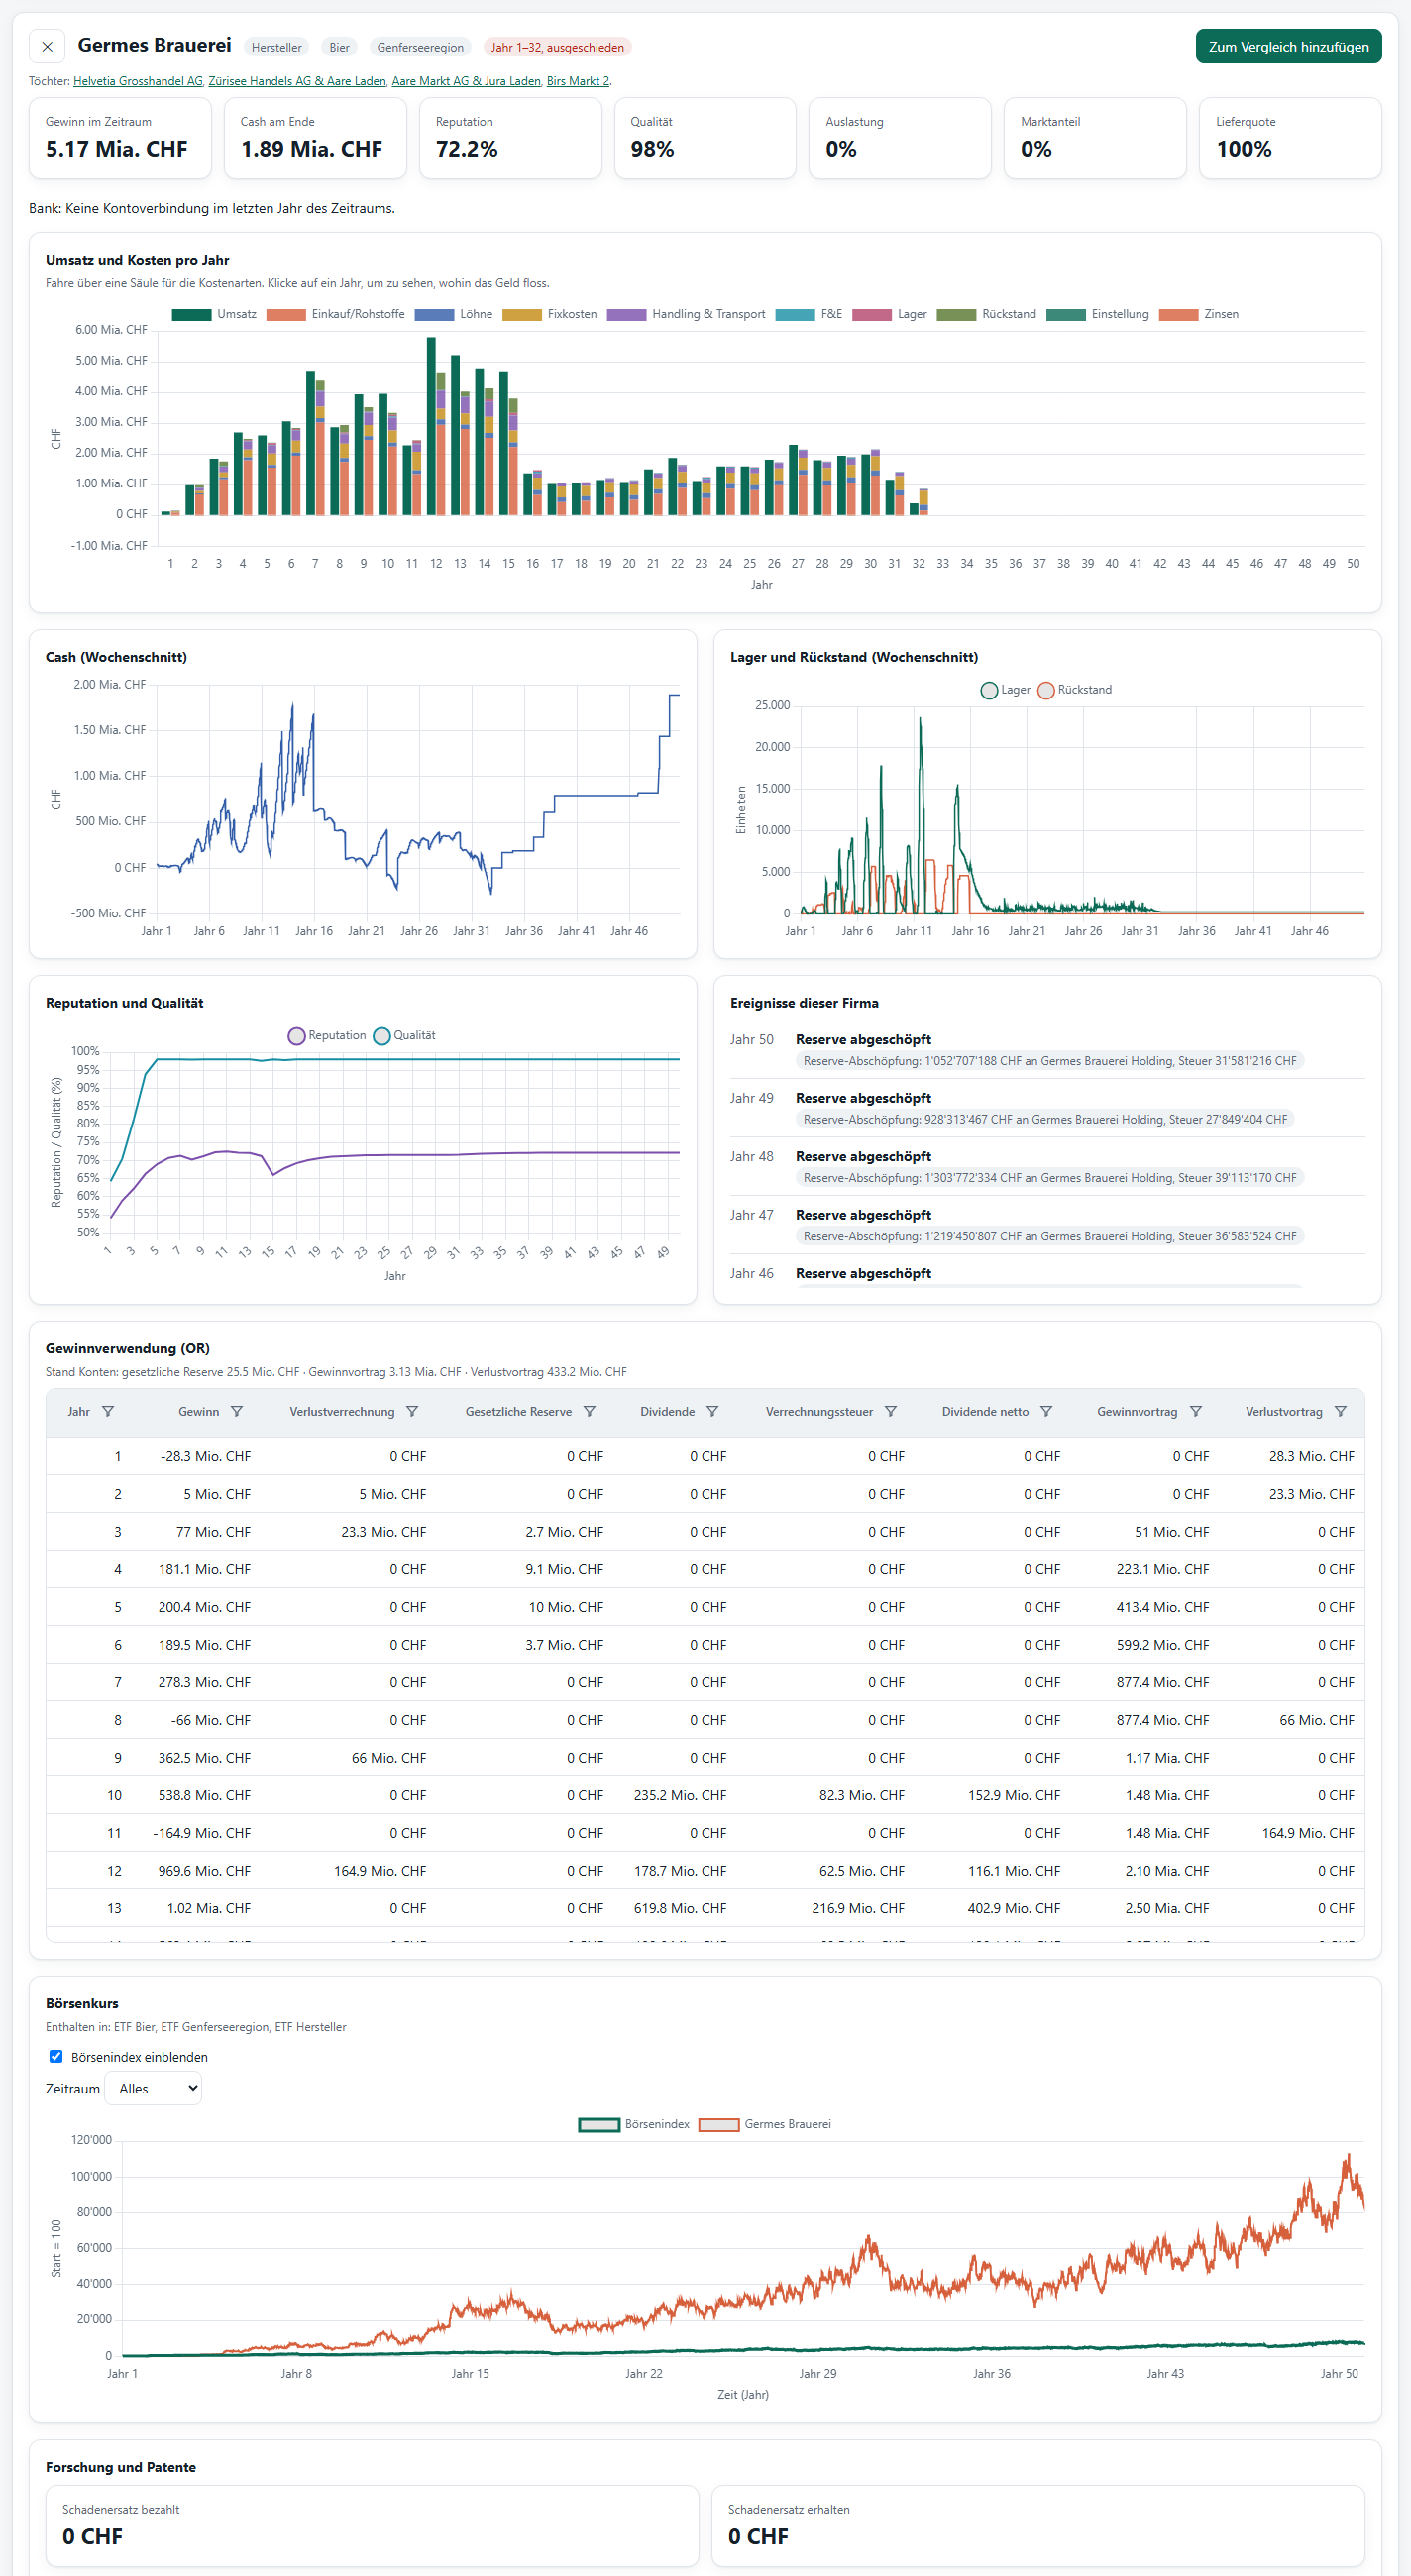 Germes Brauerei Hersteller Bier Genferseeregion Jahr 1–32, ausgeschieden Zum Vergleich hinzufügen
Töchter: Helvetia Grosshandel AG, Zürisee Handels AG & Aare Laden, Aare Markt AG & Jura Laden, Birs Markt 2.
Gewinn im Zeitraum
5.17 Mia. CHF
Cash am Ende
1.89 Mia. CHF
Reputation
72.2%
Qualität
98%
Auslastung
0%
Marktanteil
0%
Lieferquote
100%
Bank: Keine Kontoverbindung im letzten Jahr des Zeitraums.
Umsatz und Kosten pro Jahr
Fahre über eine Säule für die Kostenarten. Klicke auf ein Jahr, um zu sehen, wohin das Geld floss.
Umsatz Einkauf/Rohstoffe Löhne Fixkosten Handling & Transport F&E Lager Rückstand Einstellung Zinsen
6.00 Mia. CHF
5.00 Mia. CHF
4.00 Mia. CHF
3.00 Mia. CHF
2.00 Mia. CHF
1.00 Mia. CHF
0 CHF
-1.00 Mia. CHF
CHF
1 2 3 4 5 6 7 8 9 10 11 12 13 14 15 16 17 18 19 20 21 22 23 24 25 26 27 28 29 30 31 32 33 34 35 36 37 38 39 40 41 42 43 44 45 46 47 48 49 50
Jahr
Cash (Wochenschnitt)
2.00 Mia. CHF
1.50 Mia. CHF
1.00 Mia. CHF
500 Mio. CHF
0 CHF
-500 Mio. CHF
CHF
Jahr 1 Jahr 6 Jahr 11 Jahr 16 Jahr 21 Jahr 26 Jahr 31 Jahr 36 Jahr 41 Jahr 46
Lager und Rückstand (Wochenschnitt)
Lager Rückstand
25.000
20.000
15.000
10.000
5.000
0
Einheiten
Jahr 1 Jahr 6 Jahr 11 Jahr 16 Jahr 21 Jahr 26 Jahr 31 Jahr 36 Jahr 41 Jahr 46
Reputation und Qualität
Reputation Qualität
100%
95%
90%
85%
80%
75%
70%
65%
60%
55%
50%
Reputation / Qualität (%)
1 3 5 7 9 11 13 15 17 19 21 23 25 27 29 31 33 35 37 39 41 43 45 47 49
Jahr
Ereignisse dieser Firma
Jahr 50 Reserve abgeschöpft
Reserve-Abschöpfung: 1'052'707'188 CHF an Germes Brauerei Holding, Steuer 31'581'216 CHF
Jahr 49 Reserve abgeschöpft
Reserve-Abschöpfung: 928'313'467 CHF an Germes Brauerei Holding, Steuer 27'849'404 CHF
Jahr 48 Reserve abgeschöpft
Reserve-Abschöpfung: 1'303'772'334 CHF an Germes Brauerei Holding, Steuer 39'113'170 CHF
Jahr 47 Reserve abgeschöpft
Reserve-Abschöpfung: 1'219'450'807 CHF an Germes Brauerei Holding, Steuer 36'583'524 CHF
Jahr 46 Reserve abgeschöpft
Gewinnverwendung (OR)
Stand Konten: gesetzliche Reserve 25.5 Mio. CHF · Gewinnvortrag 3.13 Mia. CHF · Verlustvortrag 433.2 Mio. CHF
Jahr Gewinn Verlustverrechnung Gesetzliche Reserve Dividende Verrechnungssteuer Dividende netto Gewinnvortrag Verlustvortrag
1 -28.3 Mio. CHF 0 CHF 0 CHF 0 CHF 0 CHF 0 CHF 0 CHF 28.3 Mio. CHF
2 5 Mio. CHF 5 Mio. CHF 0 CHF 0 CHF 0 CHF 0 CHF 0 CHF 23.3 Mio. CHF
3 77 Mio. CHF 23.3 Mio. CHF 2.7 Mio. CHF 0 CHF 0 CHF 0 CHF 51 Mio. CHF 0 CHF
4 181.1 Mio. CHF 0 CHF 9.1 Mio. CHF 0 CHF 0 CHF 0 CHF 223.1 Mio. CHF 0 CHF
5 200.4 Mio. CHF 0 CHF 10 Mio. CHF 0 CHF 0 CHF 0 CHF 413.4 Mio. CHF 0 CHF
6 189.5 Mio. CHF 0 CHF 3.7 Mio. CHF 0 CHF 0 CHF 0 CHF 599.2 Mio. CHF 0 CHF
7 278.3 Mio. CHF 0 CHF 0 CHF 0 CHF 0 CHF 0 CHF 877.4 Mio. CHF 0 CHF
8 -66 Mio. CHF 0 CHF 0 CHF 0 CHF 0 CHF 0 CHF 877.4 Mio. CHF 66 Mio. CHF
9 362.5 Mio. CHF 66 Mio. CHF 0 CHF 0 CHF 0 CHF 0 CHF 1.17 Mia. CHF 0 CHF
10 538.8 Mio. CHF 0 CHF 0 CHF 235.2 Mio. CHF 82.3 Mio. CHF 152.9 Mio. CHF 1.48 Mia. CHF 0 CHF
11 -164.9 Mio. CHF 0 CHF 0 CHF 0 CHF 0 CHF 0 CHF 1.48 Mia. CHF 164.9 Mio. CHF
12 969.6 Mio. CHF 164.9 Mio. CHF 0 CHF 178.7 Mio. CHF 62.5 Mio. CHF 116.1 Mio. CHF 2.10 Mia. CHF 0 CHF
13 1.02 Mia. CHF 0 CHF 0 CHF 619.8 Mio. CHF 216.9 Mio. CHF 402.9 Mio. CHF 2.50 Mia. CHF 0 CHF
Börsenkurs
Enthalten in: ETF Bier, ETF Genferseeregion, ETF Hersteller
Börsenindex einblenden
Zeitraum Alles
Börsenindex Germes Brauerei
120'000
100'000
80'000
60'000
40'000
20'000
0
Start = 100
Jahr 1 Jahr 8 Jahr 15 Jahr 22 Jahr 29 Jahr 36 Jahr 43 Jahr 50
Zeit (Jahr)
Forschung und Patente
Schadenersatz bezahlt
0 CHF
Schadenersatz erhalten
0 CHF